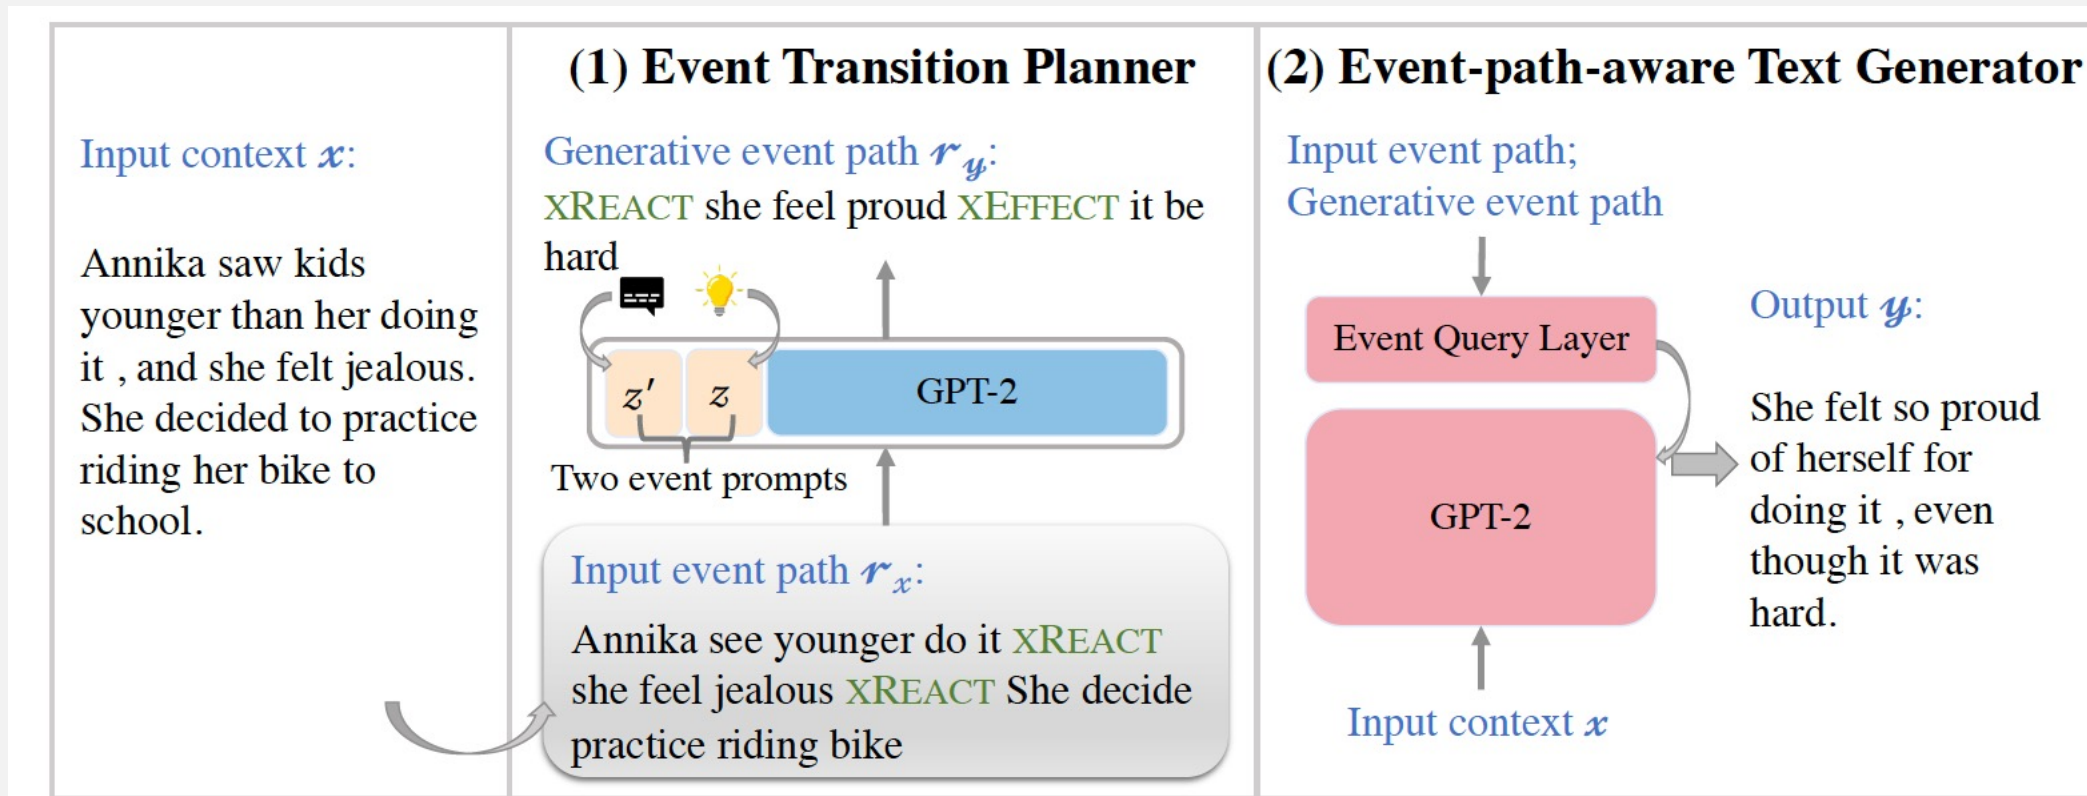 Input context x:
Annika saw kids
younger than her doing
it , and she felt jealous.
She decided to practice
riding her bike to
school.
(1) Event Transition Planner
Generative event path r y:
XREACT she feel proud XEFFECT it be
hard
z′ z GPT-2
Two event prompts
Input event path r x:
Annika see younger do it XREACT
she feel jealous XREACT She decide
practice riding bike
(2) Event-path-aware Text Generator
Input event path;
Generative event path
Event Query Layer
GPT-2
Input context x
Output y:
She felt so proud
of herself for
doing it , even
though it was
hard.